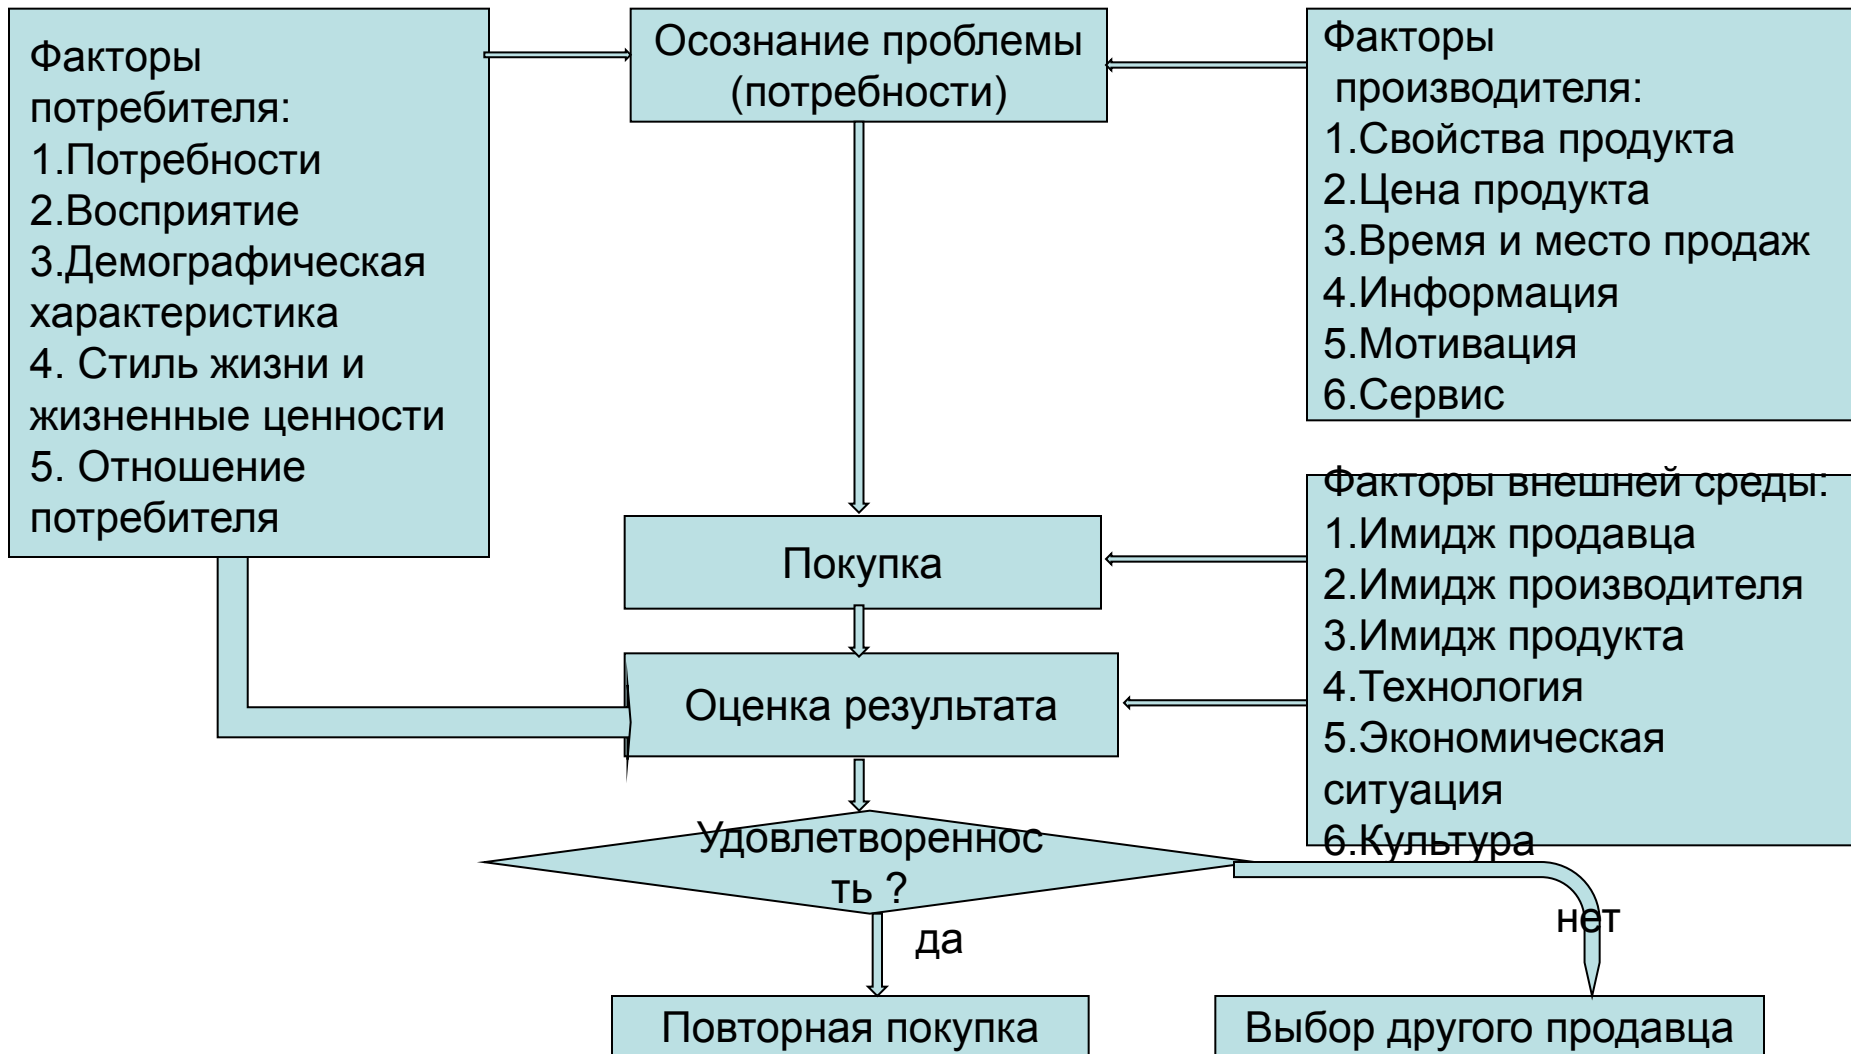 Факторы
потребителя:
1.Потребности
2.Восприятие
3.Демографическая
характеристика
4. Стиль жизни и
жизненные ценности
5. Отношение
потребителя
Осознание проблемы
(потребности)
Факторы
производителя:
1.Свойства продукта
2.Цена продукта
3.Время и место продаж
4.Информация
5.Мотивация
6.Сервис
Факторы внешней среды:
1.Имидж продавца
2.Имидж производителя
3.Имидж продукта
4.Технология
5.Экономическая
ситуация
6.Культура
Покупка
Оценка результата
Удовлетвореннос
ть ?
да
нет
Повторная покупка
Выбор другого продавца